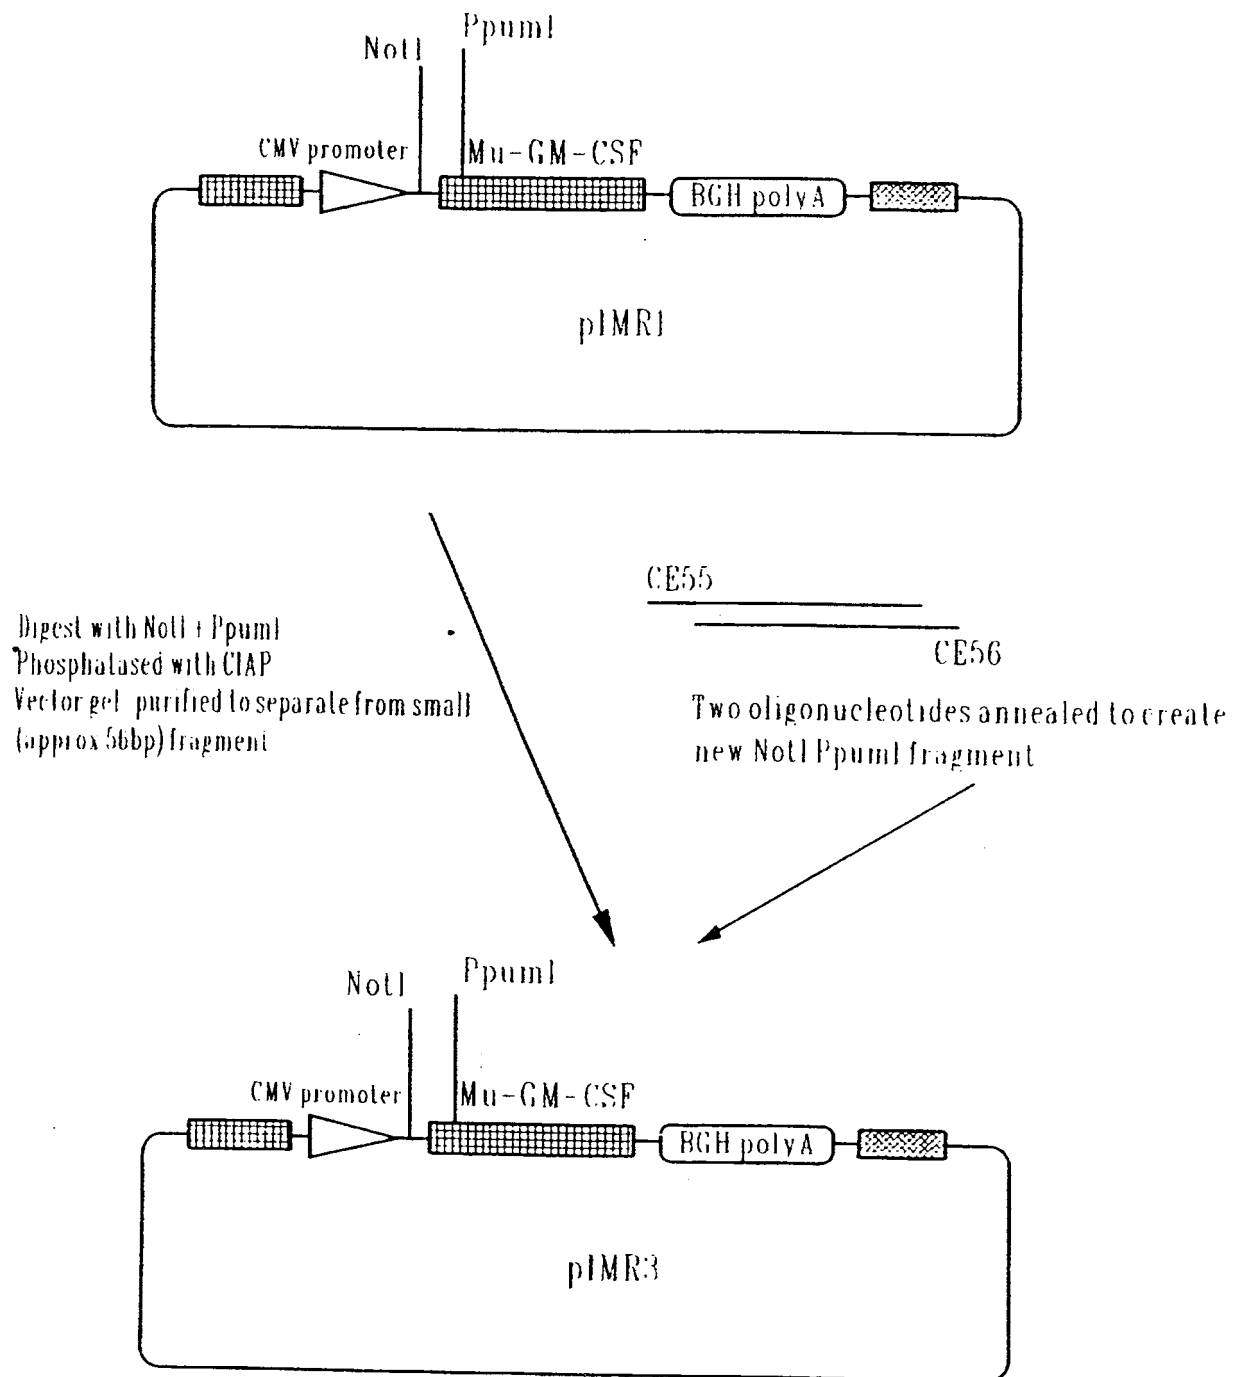 NotI
PpumI
CMV promoter
Mu-GM-CSF
BGH polyA
pIMR1
CE55
CE56
Digest with NotI + PpumI
Phosphatased with CIAP
Vector gel purified to separate from small
(approx 56bp) fragment
Two oligonucleotides annealed to create
new NotI PpumI fragment
NotI
PpumI
CMV promoter
Mu-GM-CSF
BGH polyA
pIMR3